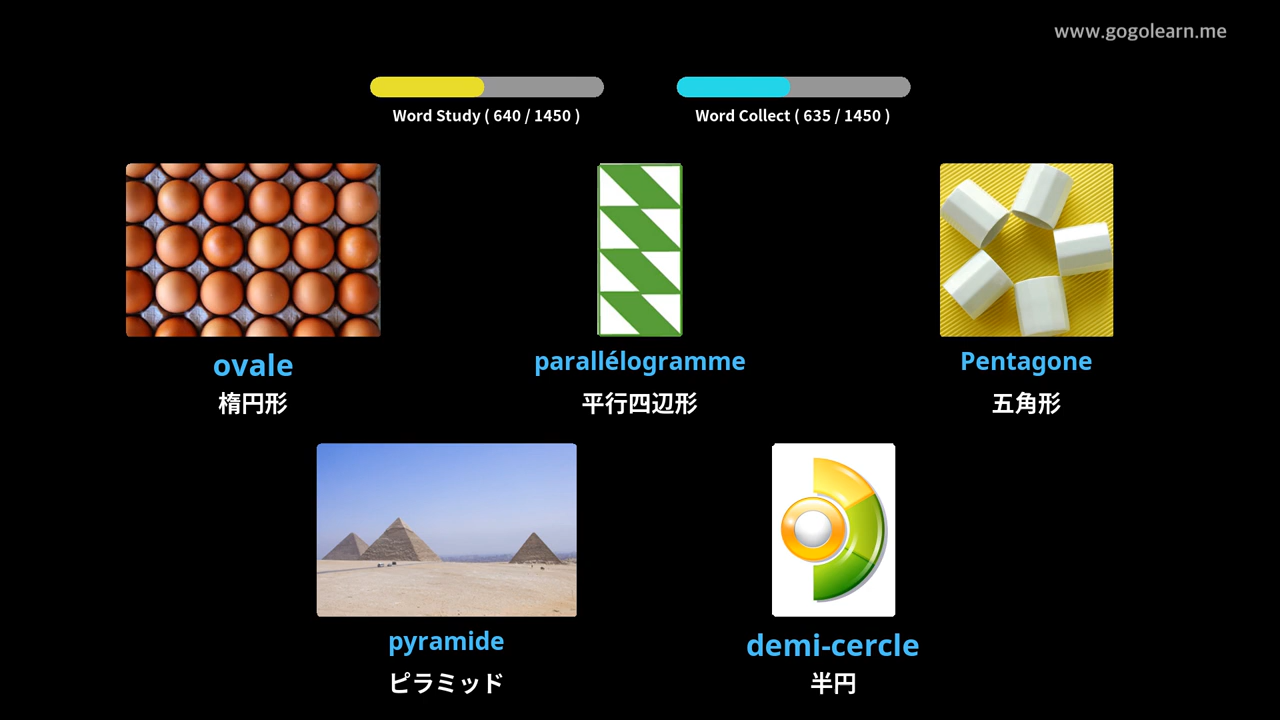 www.gogolearn.me
Word Study ( 640 / 1450 )
Word Collect ( 635 / 1450 )
ovale
楕円形
parallélogramme
平行四辺形
Pentagone
五角形
pyramide
ピラミッド
demi-cercle
半円